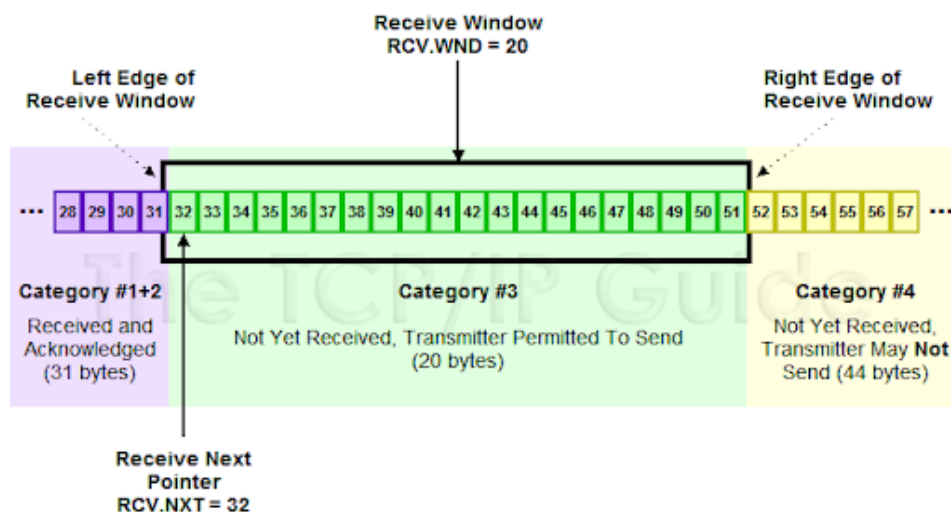 Receive Window
RCV.WND = 20
Left Edge of
Receive Window
Right Edge of
Receive Window
... 28 29 30 31 32 33 34 35 36 37 38 39 40 41 42 43 44 45 46 47 48 49 50 51 52 53 54 55 56 57 ...
The TCP/IP Guide
Category #1+2
Received and
Acknowledged
(31 bytes)
Category #3
Not Yet Received, Transmitter Permitted To Send
(20 bytes)
Category #4
Not Yet Received,
Transmitter May Not
Send (44 bytes)
Receive Next
Pointer
RCV.NXT = 32